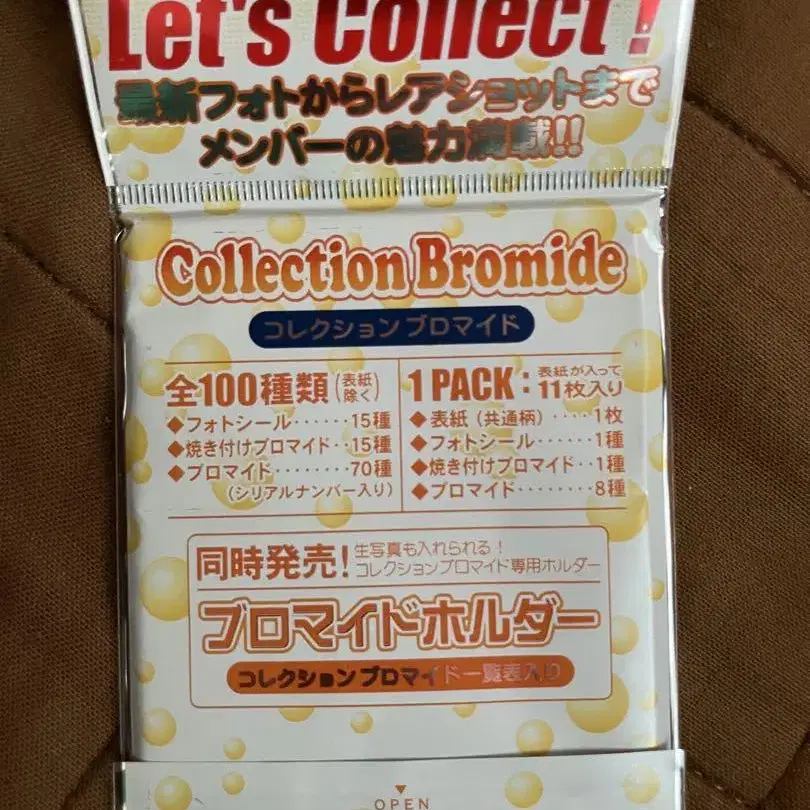 Let's Collect!
最新フォトからレアショットまで
メンバーの魅力満載!!
Collection Bromide
コレクションブロマイド
全100種類(表紙除く)
◆フォトシール・・・・・・15種
◆焼き付けブロマイド・・15種
◆ブロマイド・・・・・・・・70種
(シリアルナンバー入り)
1 PACK:表紙が入って11枚入り
◆表紙(共通柄)・・・・1枚
◆フォトシール・・・・・・1種
◆焼き付けブロマイド・・1種
◆ブロマイド・・・・・・・・8種
同時発売!
生写真も入れられる!
コレクションブロマイド専用ホルダー
ブロマイドホルダー
コレクションブロマイド一覧表入り
▼
OPEN